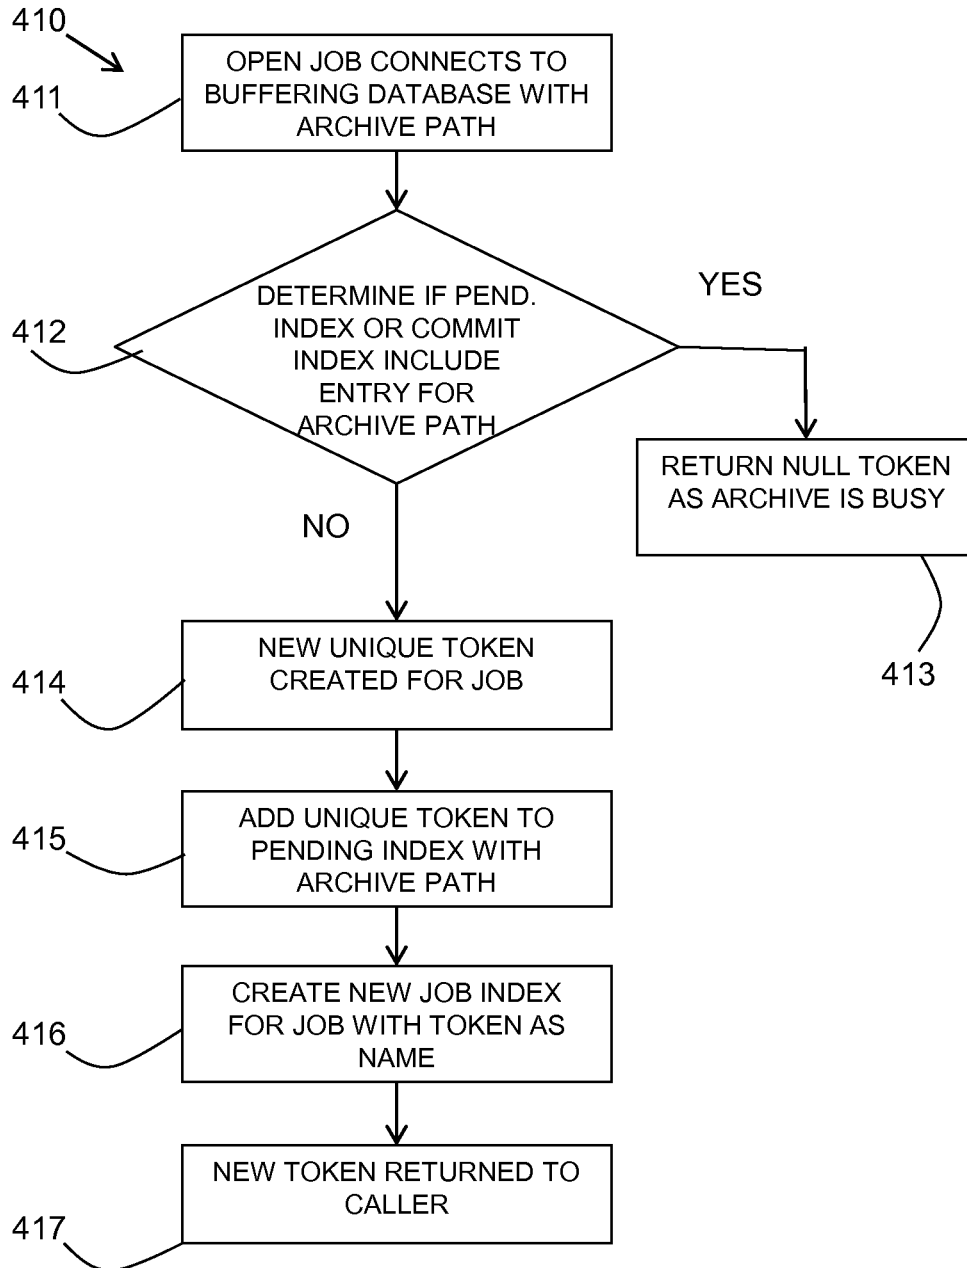 410
411
OPEN JOB CONNECTS TO
BUFFERING DATABASE WITH
ARCHIVE PATH
412
DETERMINE IF PEND.
INDEX OR COMMIT
INDEX INCLUDE
ENTRY FOR
ARCHIVE PATH
YES
RETURN NULL TOKEN
AS ARCHIVE IS BUSY
413
NO
414
NEW UNIQUE TOKEN
CREATED FOR JOB
415
ADD UNIQUE TOKEN TO
PENDING INDEX WITH
ARCHIVE PATH
416
CREATE NEW JOB INDEX
FOR JOB WITH TOKEN AS
NAME
417
NEW TOKEN RETURNED TO
CALLER